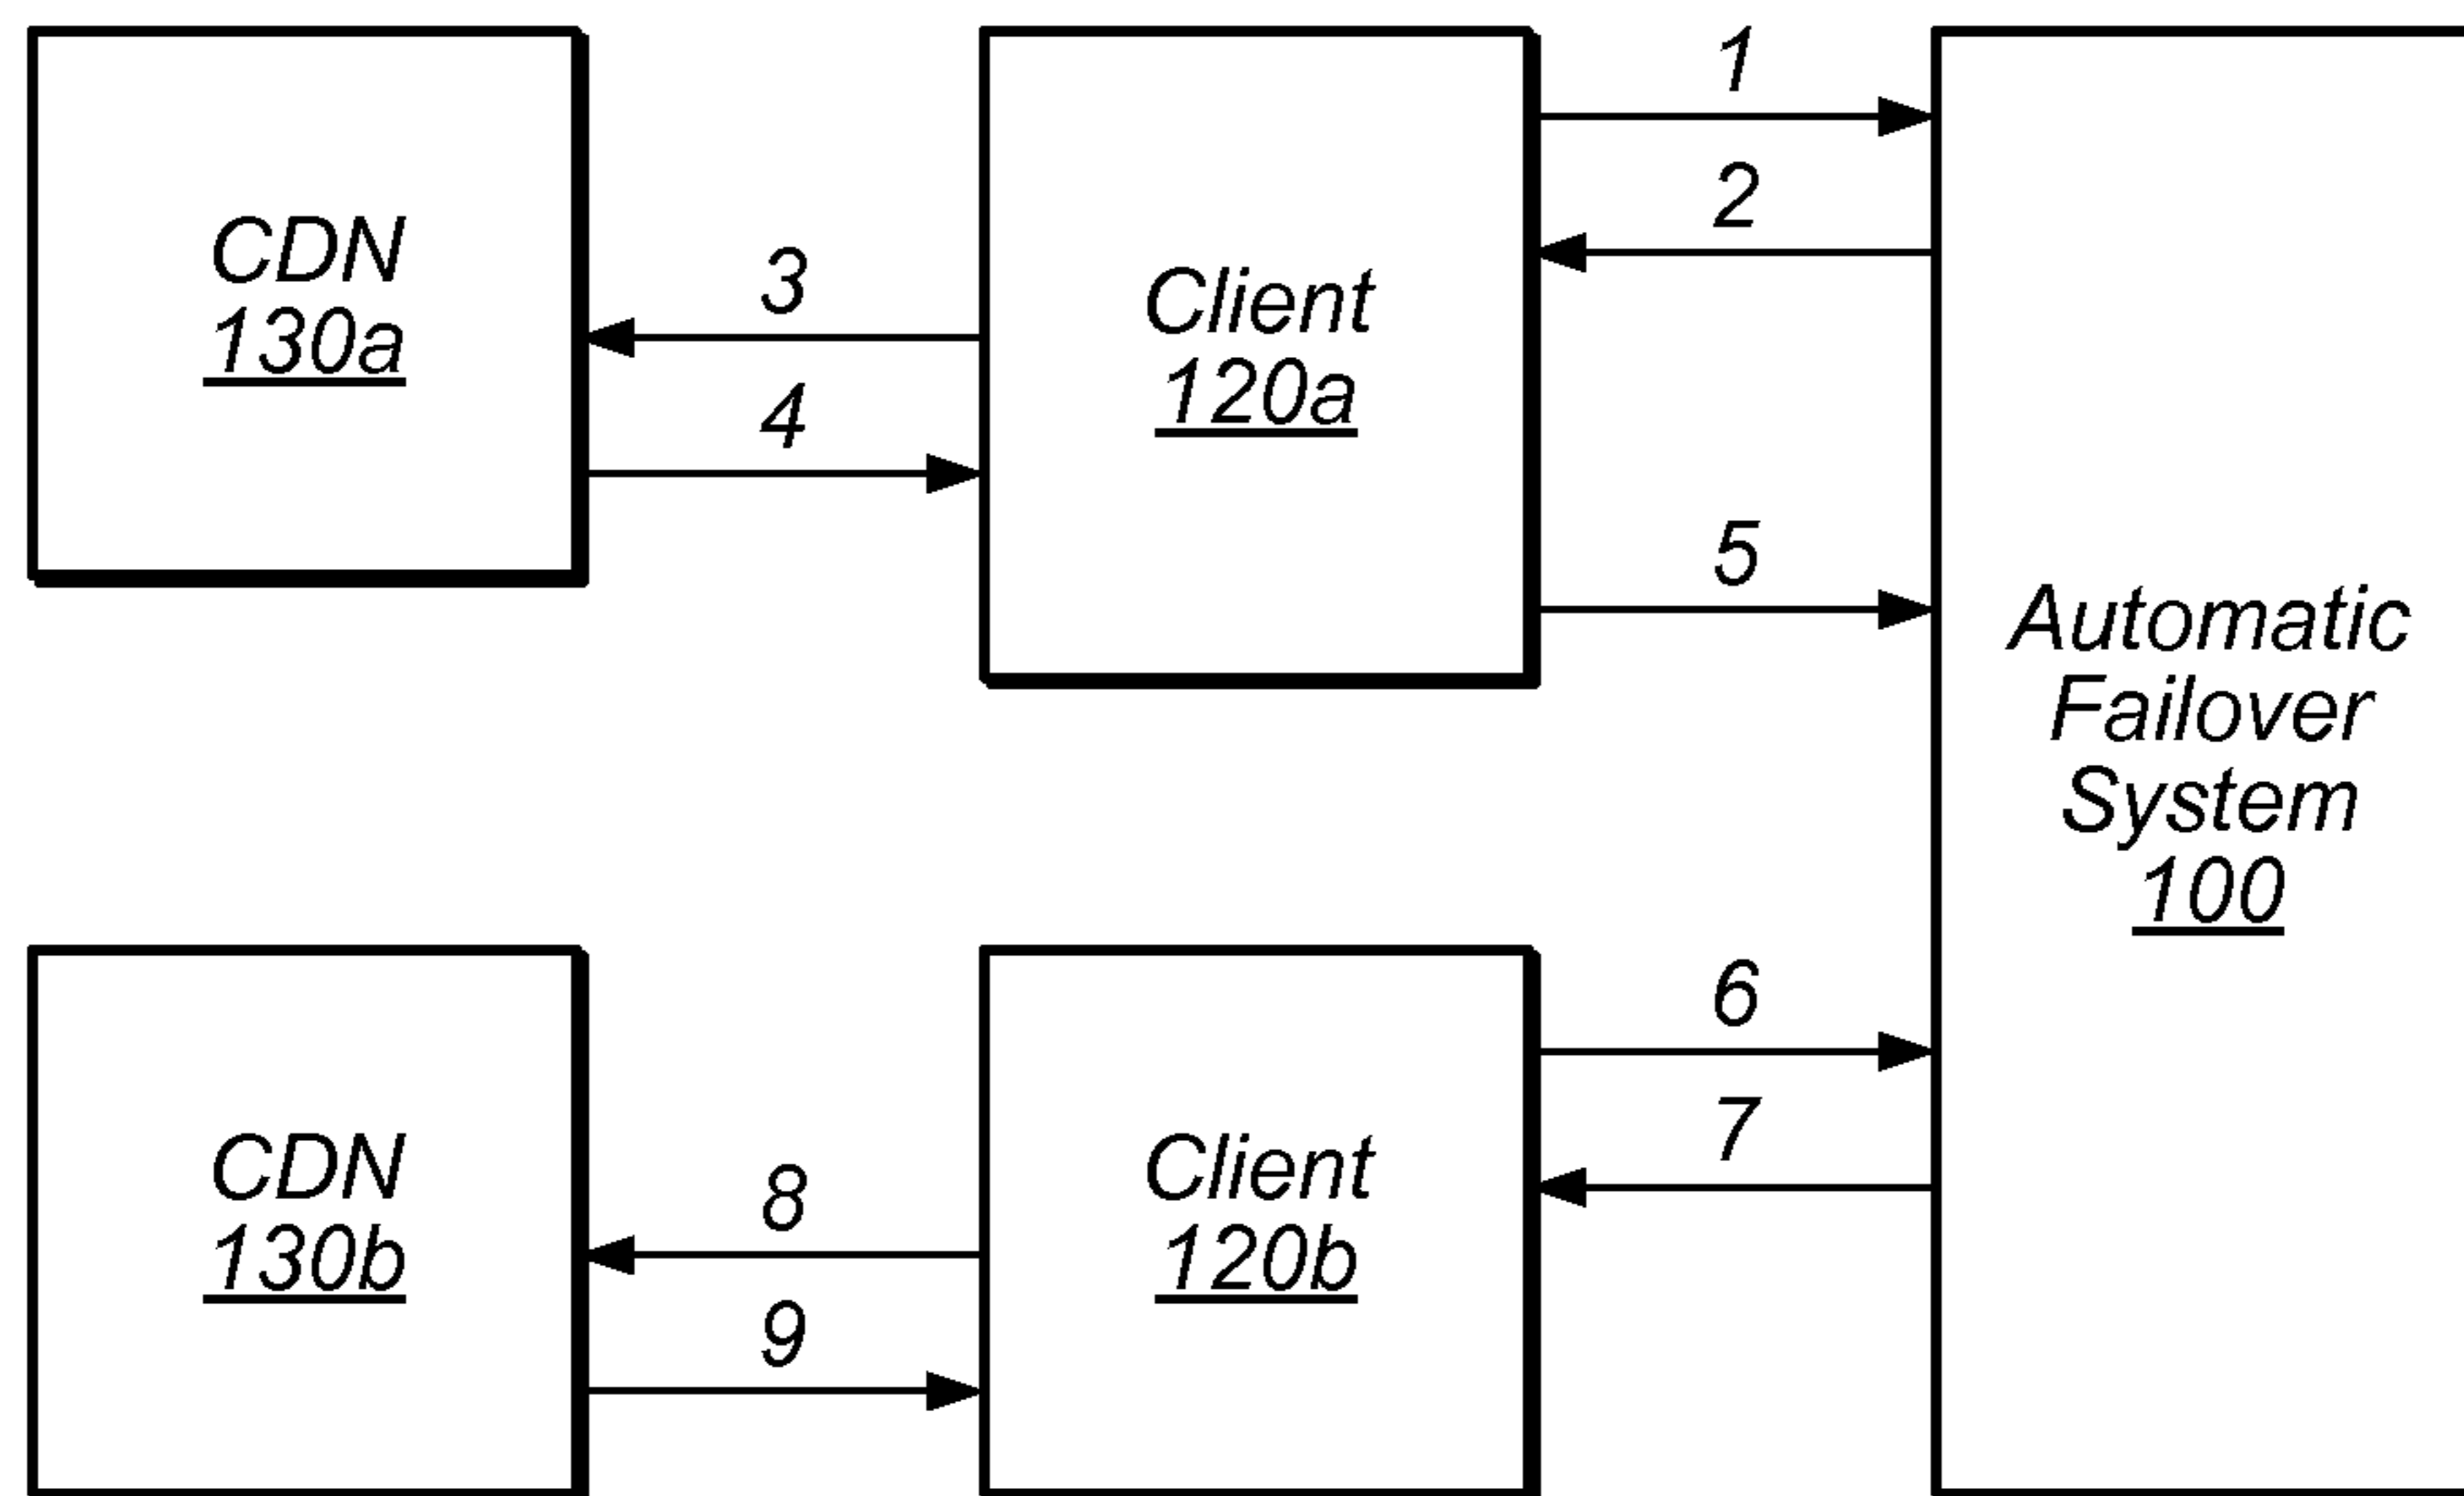 CDN
130a
3
4
Client
120a
1
2
5
Automatic
Failover
System
100
CDN
130b
8
9
Client
120b
6
7